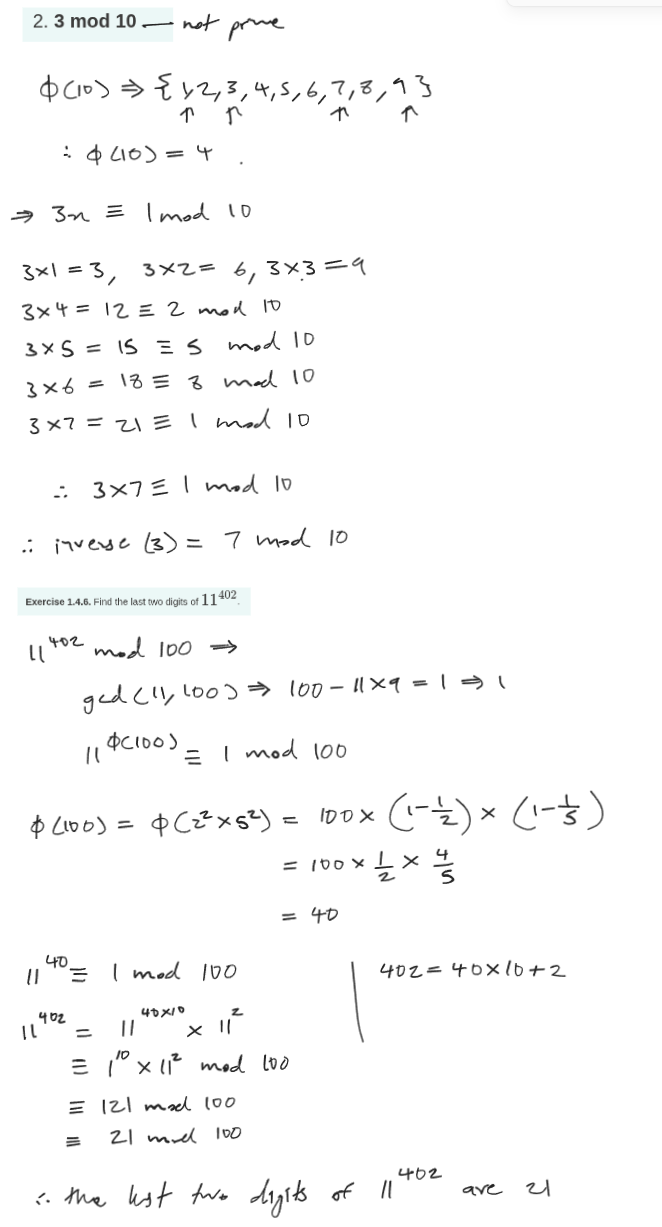 2. 3 mod 10 — not prime
ϕ(10) ⇒ {1,2,3,4,5,6,7,8,9}
↑ ↑ ↑ ↑
∴ ϕ(10) = 4 .
⇒ 3x ≡ 1 mod 10
3×1 = 3, 3×2 = 6, 3×3 = 9
3×4 = 12 ≡ 2 mod 10
3×5 = 15 ≡ 5 mod 10
3×6 = 18 ≡ 8 mod 10
3×7 = 21 ≡ 1 mod 10
∴ 3×7 ≡ 1 mod 10
∴ inverse (3) = 7 mod 10
Exercise 1.4.6. Find the last two digits of 11^402.
11^402 mod 100 ⇒
gcd(11, 100) ⇒ 100 − 11×9 = 1 ⇒ 1
11^ϕ(100) ≡ 1 mod 100
ϕ(100) = ϕ(2²×5²) = 100 × (1−1/2) × (1−1/5)
= 100 × 1/2 × 4/5
= 40
11^40 ≡ 1 mod 100 | 402 = 40×10+2
11^402 = 11^40×10 × 11²
≡ 1^10 × 11² mod 100
≡ 121 mod 100
≡ 21 mod 100
∴ the last two digits of 11^402 are 21